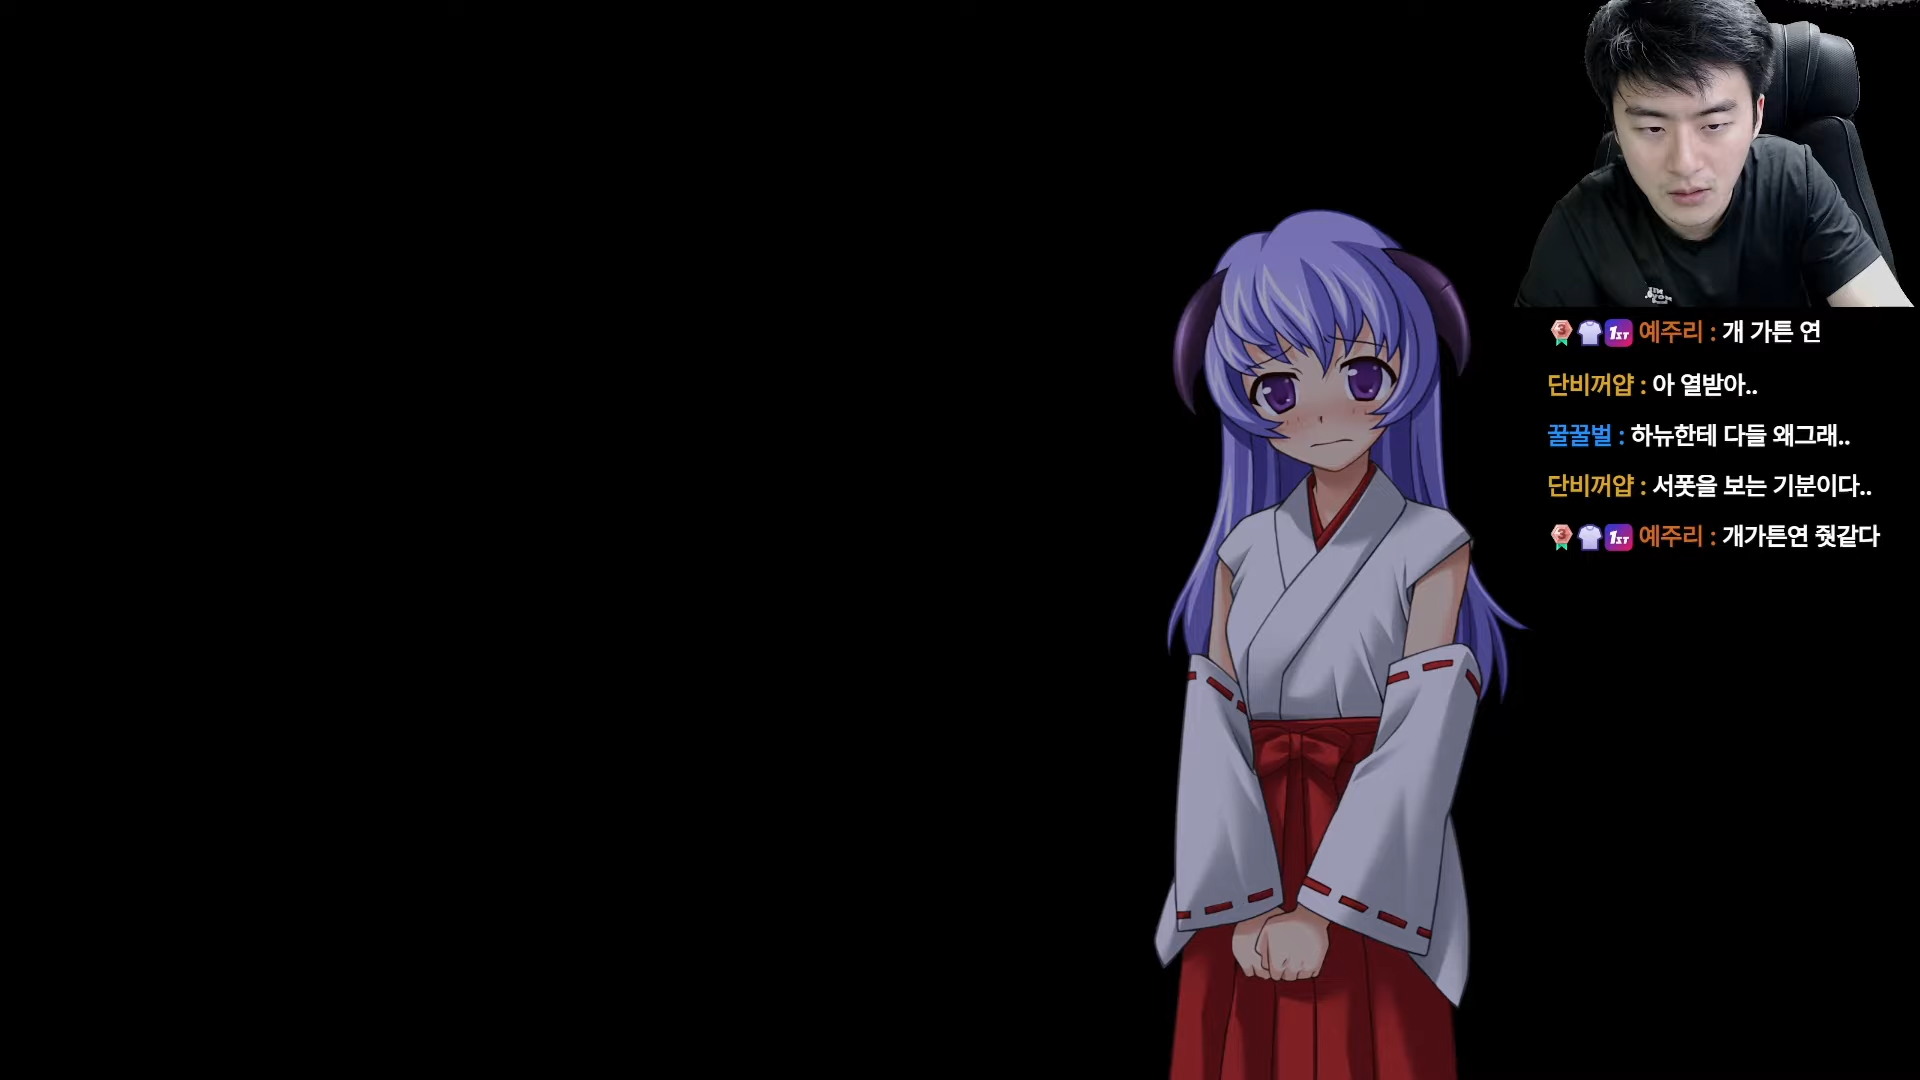 예주리 : 개 가튼 연
단비꺼얍 : 아 열받아..
꿀꿀벌 : 하뉴한테 다들 왜그래..
단비꺼얍 : 서폿을 보는 기분이다..
예주리 : 개가튼연 줫같다